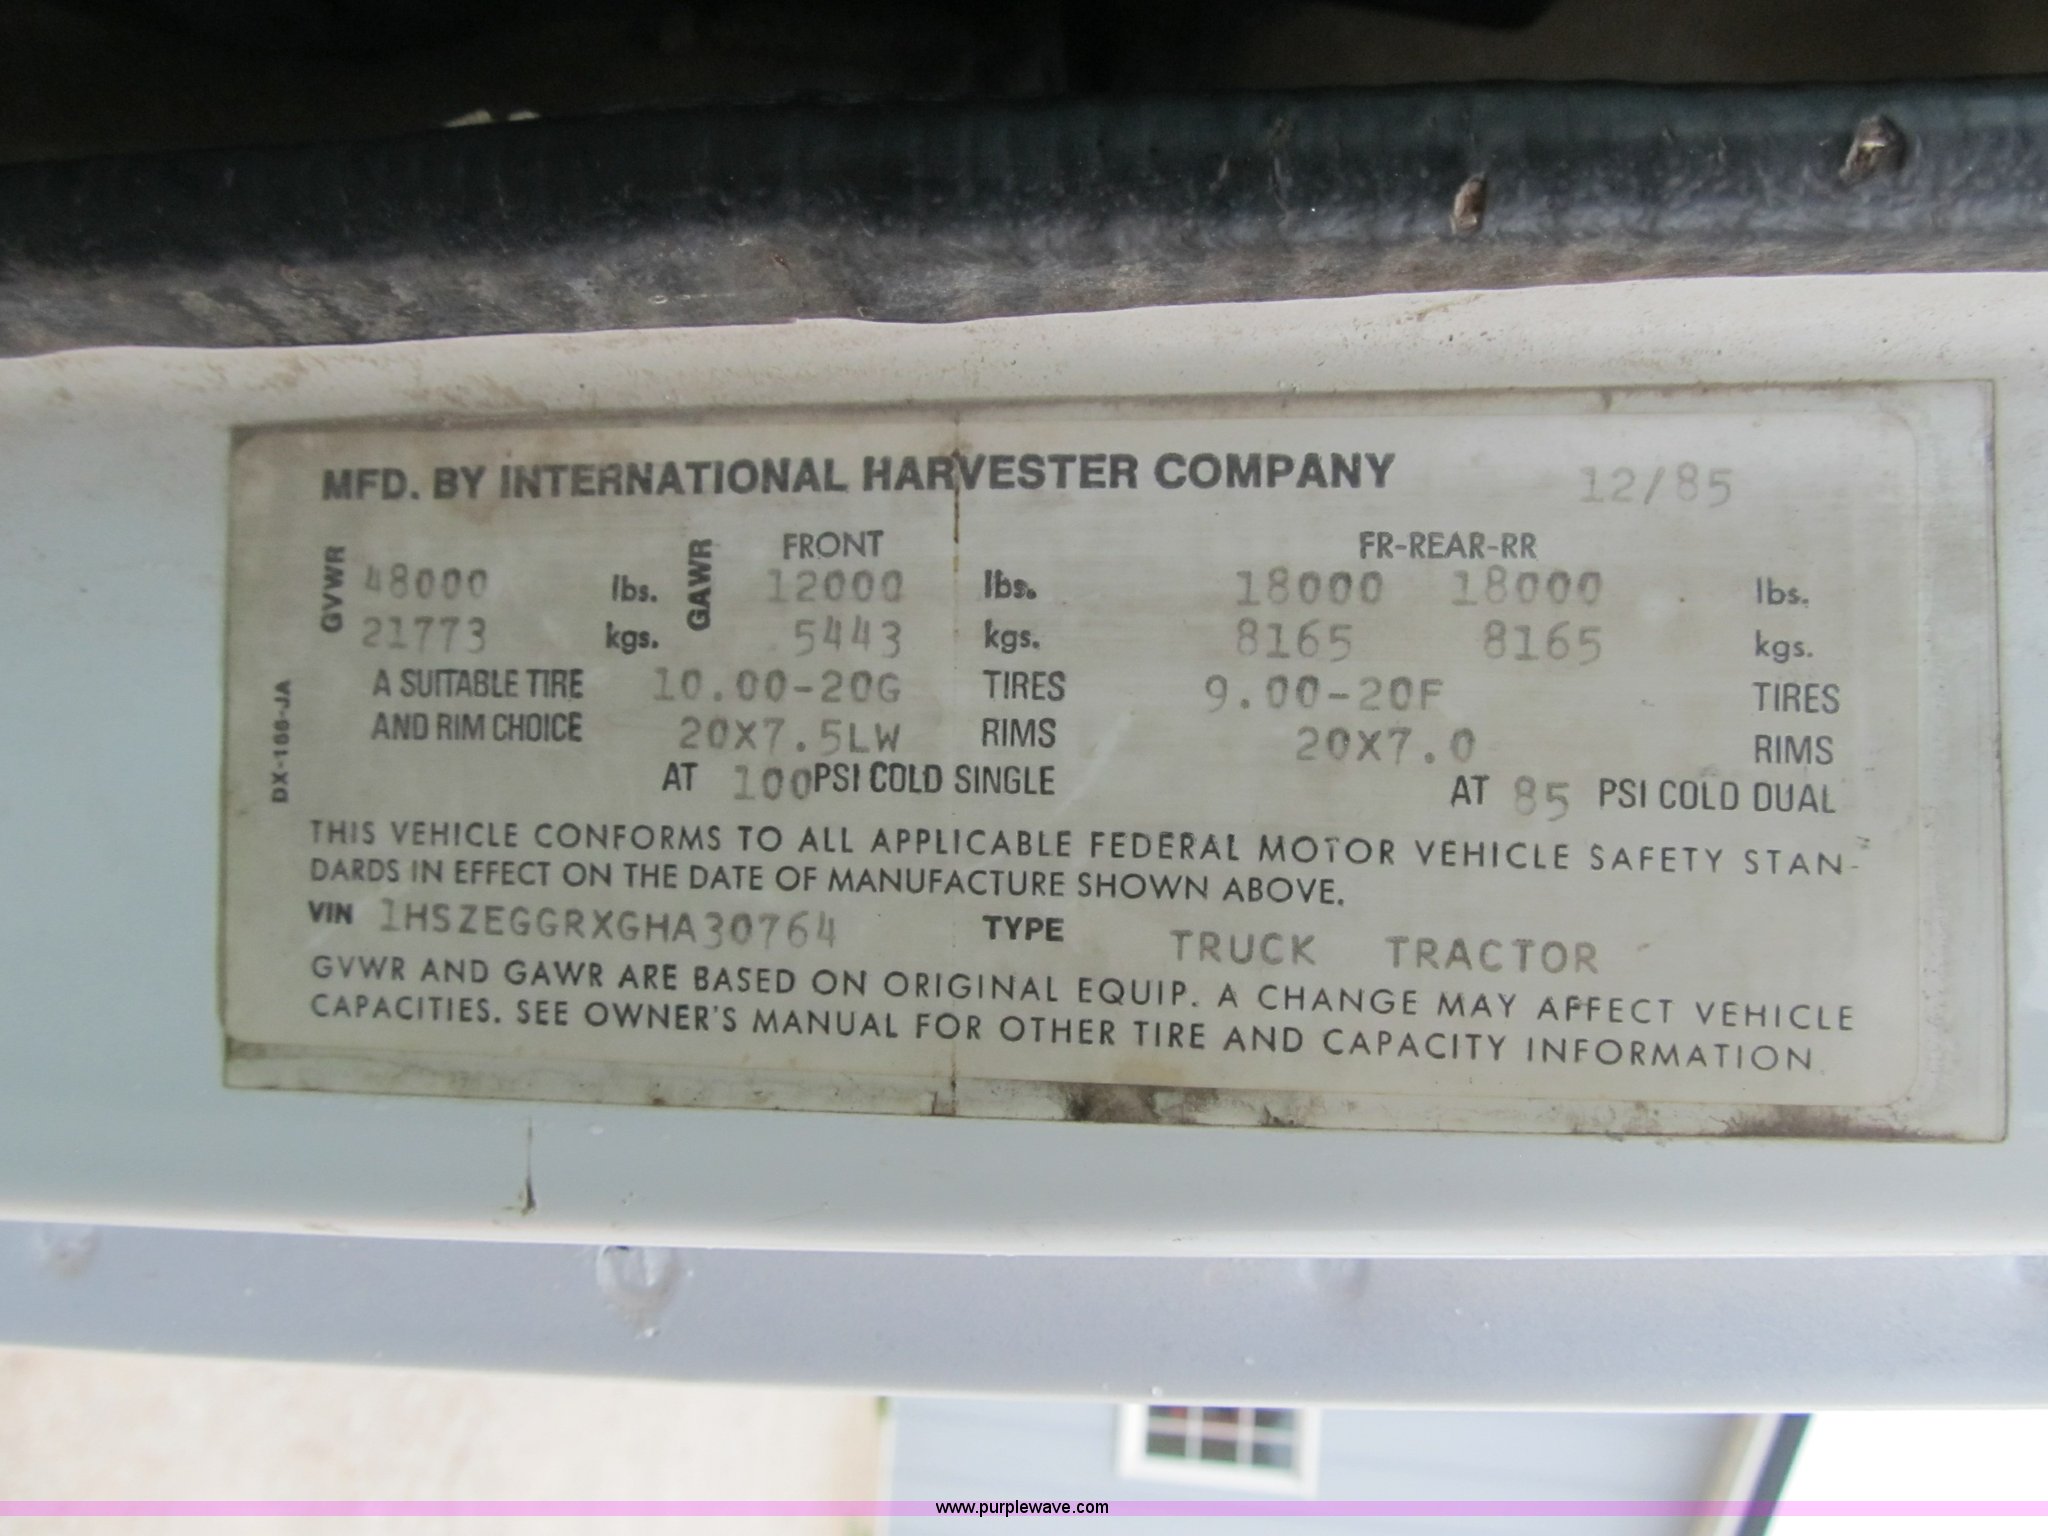 MFD. BY INTERNATIONAL HARVESTER COMPANY 12/85
GVWR GAWR FRONT FR-REAR-RR
48000 lbs. 12000 lbs. 18000 18000 lbs.
21773 kgs. 5443 kgs. 8165 8165 kgs.
A SUITABLE TIRE 10.00-20G TIRES 9.00-20F TIRES
AND RIM CHOICE 20X7.5LW RIMS 20X7.0 RIMS
AT 100PSI COLD SINGLE AT 85 PSI COLD DUAL
THIS VEHICLE CONFORMS TO ALL APPLICABLE FEDERAL MOTOR VEHICLE SAFETY STAN-
DARDS IN EFFECT ON THE DATE OF MANUFACTURE SHOWN ABOVE.
VIN 1HSZEGGRXGHA30764 TYPE TRUCK TRACTOR
GVWR AND GAWR ARE BASED ON ORIGINAL EQUIP. A CHANGE MAY AFFECT VEHICLE
CAPACITIES. SEE OWNER'S MANUAL FOR OTHER TIRE AND CAPACITY INFORMATION
www.purplewave.com